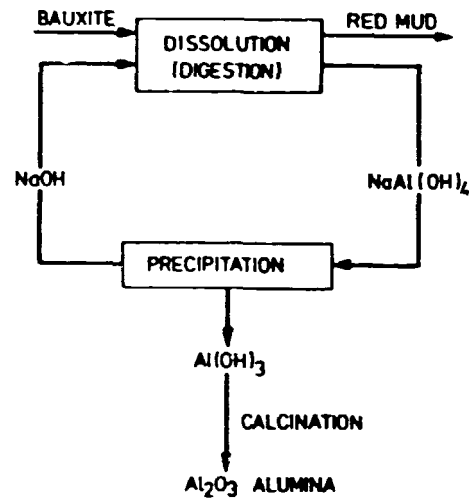 BAUXITE
RED MUD
DISSOLUTION
(DIGESTION)
NaOH
NaAl(OH)₄
PRECIPITATION
Al(OH)₃
CALCINATION
Al₂O₃ ALUMINA